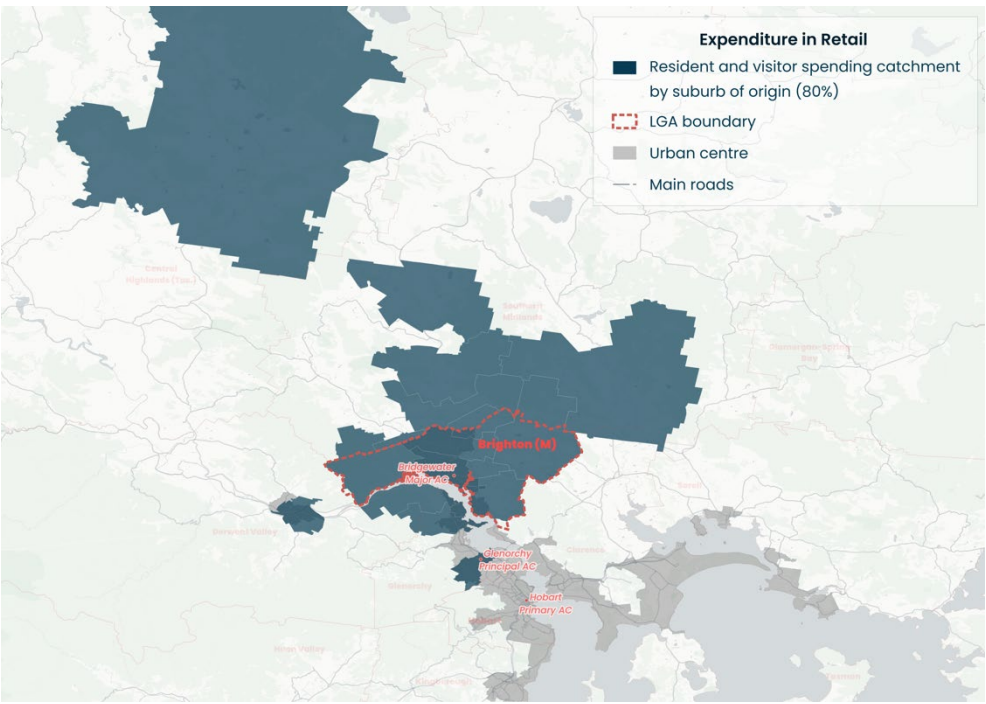 Expenditure in Retail
Resident and visitor spending catchment
by suburb of origin (80%)
LGA boundary
Urban centre
Main roads
Central
Highlands (Tas.)
Southern
Midlands
Glamorgan-Spring
Bay
Brighton (M)
Bridgewater
Major AC
Sorell
Derwent Valley
Clarence
Glenorchy
Principal AC
Glenorchy
Hobart
Primary AC
Huon Valley
Kingborough
Tasman